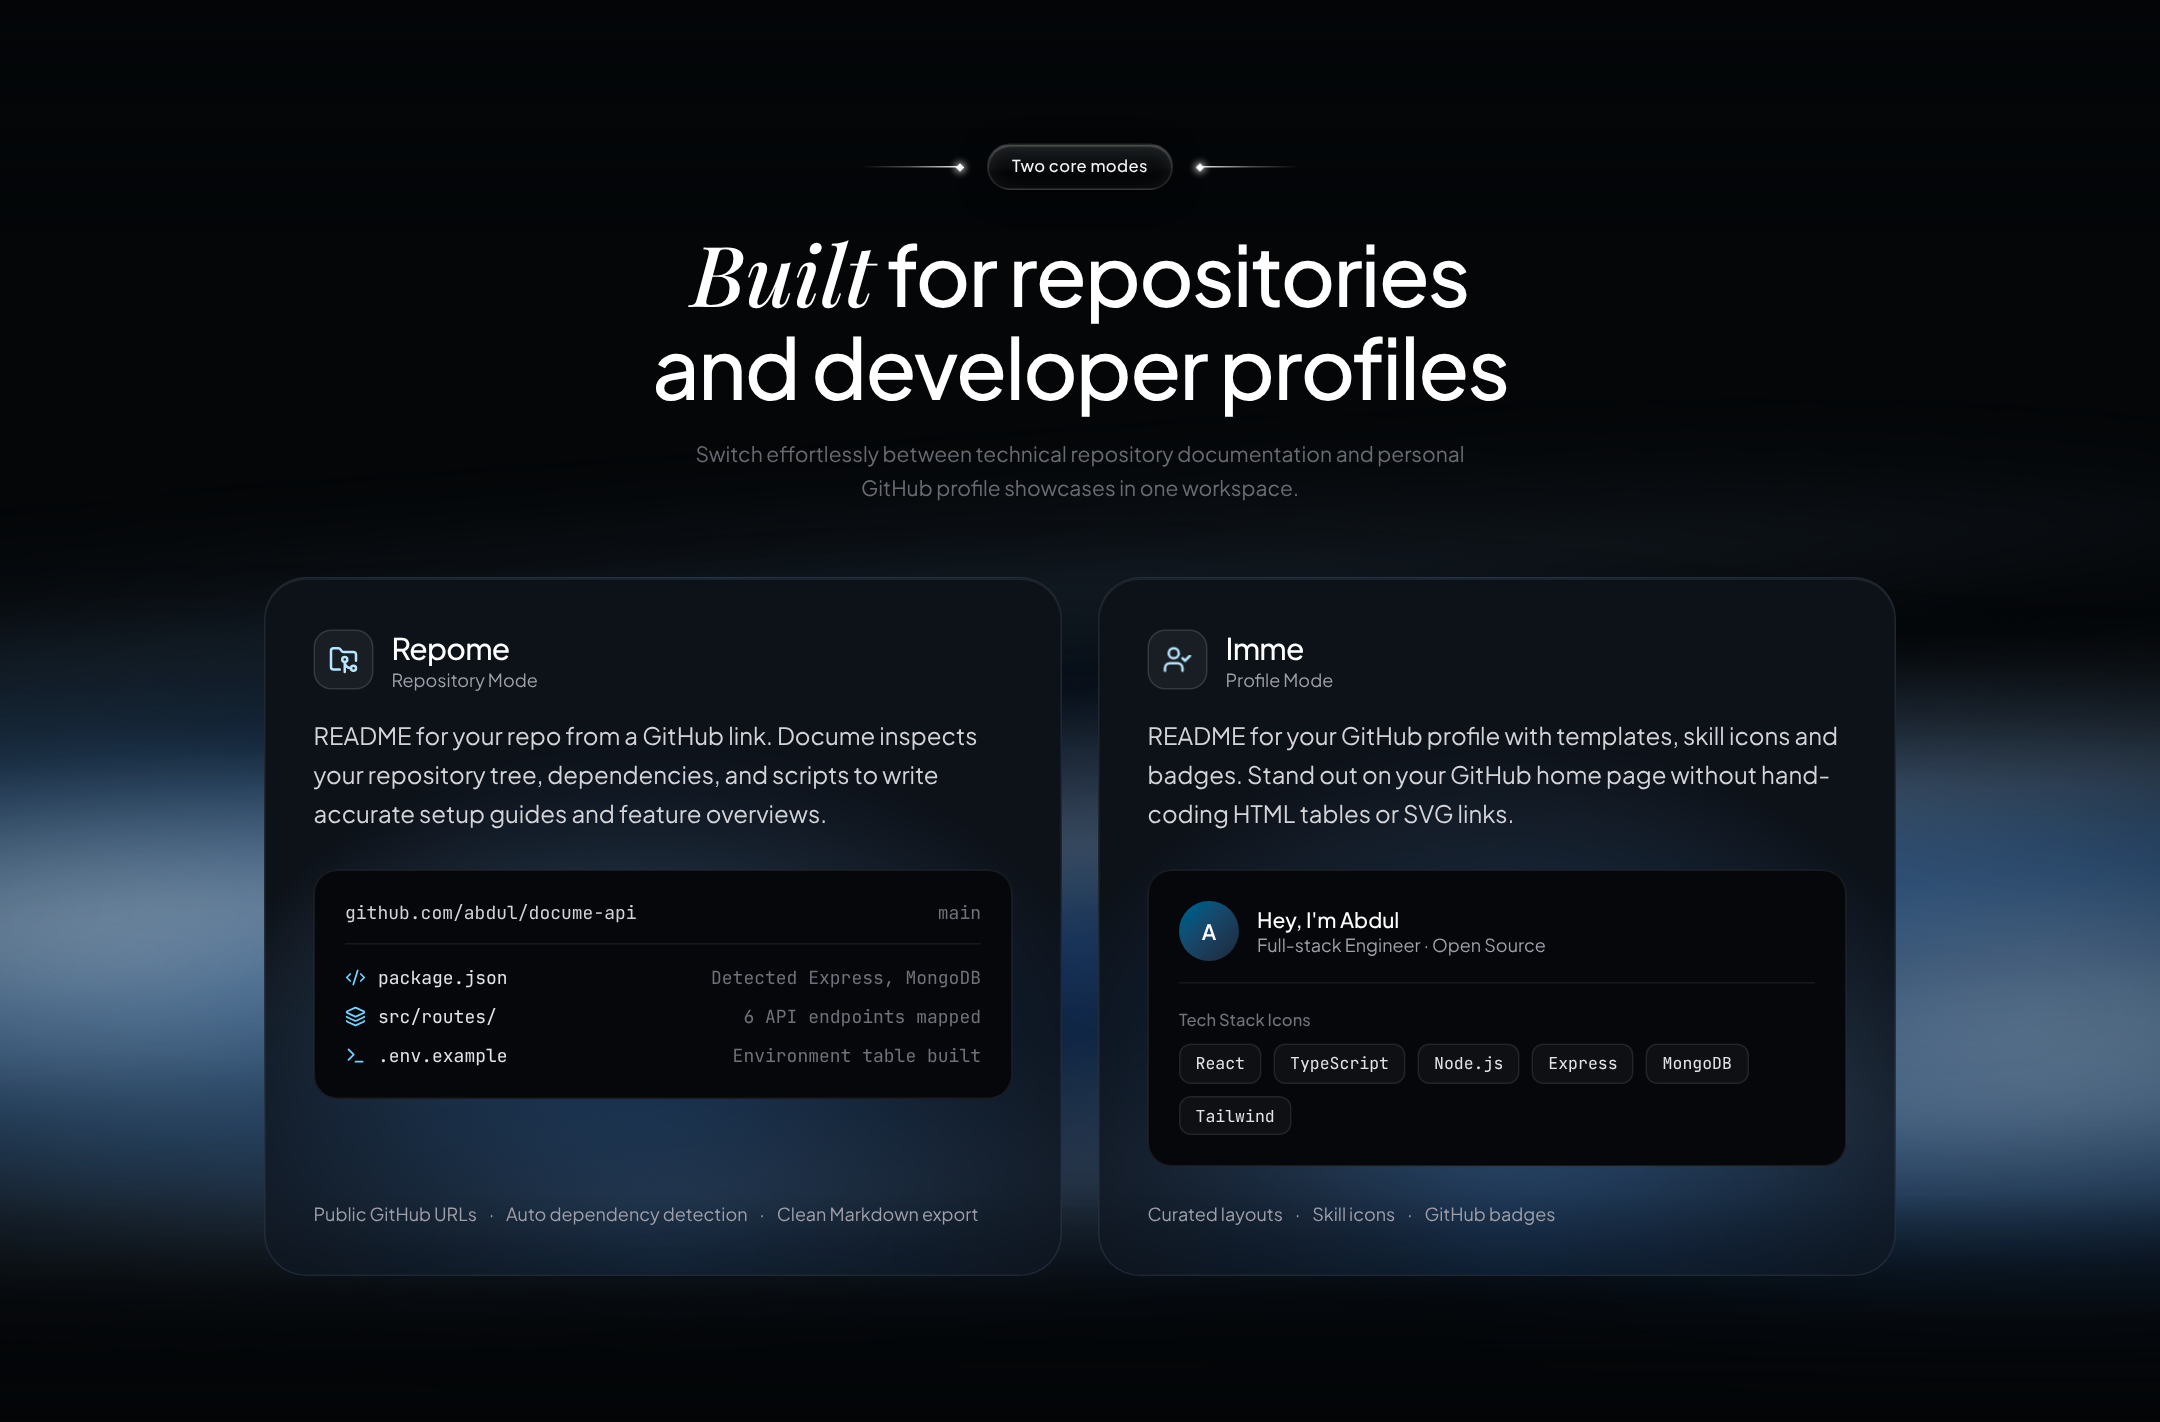 Two core modes
Built for repositories
and developer profiles
Switch effortlessly between technical repository documentation and personal
GitHub profile showcases in one workspace.
Repome
Repository Mode
README for your repo from a GitHub link. Docume inspects
your repository tree, dependencies, and scripts to write
accurate setup guides and feature overviews.
github.com/abdul/docume-api main
package.json Detected Express, MongoDB
src/routes/ 6 API endpoints mapped
.env.example Environment table built
Public GitHub URLs · Auto dependency detection · Clean Markdown export
Imme
Profile Mode
README for your GitHub profile with templates, skill icons and
badges. Stand out on your GitHub home page without hand-
coding HTML tables or SVG links.
A
Hey, I'm Abdul
Full-stack Engineer · Open Source
Tech Stack Icons
React TypeScript Node.js Express MongoDB
Tailwind
Curated layouts · Skill icons · GitHub badges